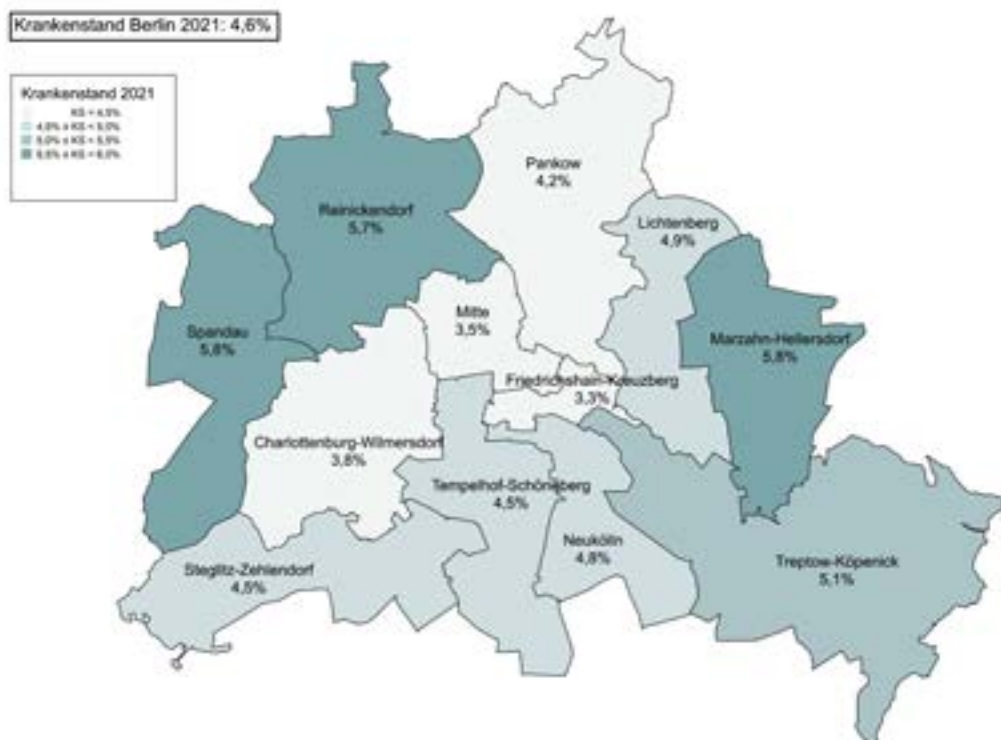 Krankenstand Berlin 2021: 4,6%
Krankenstand 2021
Pankow
4,2%
Reinickendorf
5,7%
Lichtenberg
4,9%
Spandau
Mitte
3,5%
Marzahn-Hellersdorf
5,8%
Friedrichshain-Kreuzberg
3,3%
Charlottenburg-Wilmersdorf
3,8%
Tempelhof-Schöneberg
4,5%
Neukölln
4,8%
Steglitz-Zehlendorf
4,5%
Treptow-Köpenick
5,1%